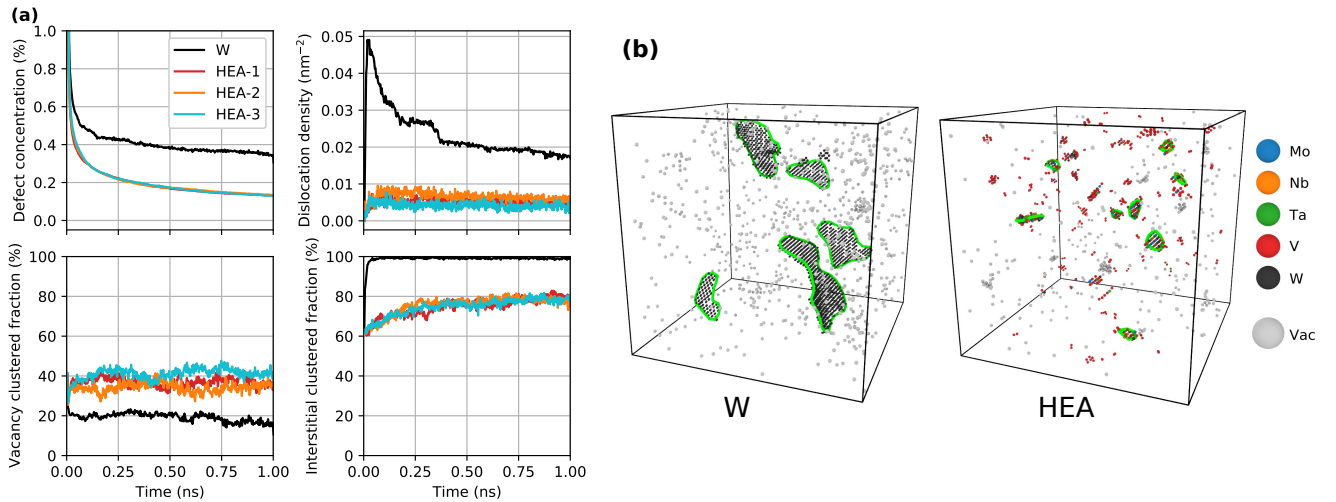 (a)
Defect concentration (%)
1.0
0.8
0.6
0.4
0.2
0.0
W
HEA-1
HEA-2
HEA-3
Dislocation density (nm⁻²)
0.05
0.04
0.03
0.02
0.01
0.00
Vacancy clustered fraction (%)
100
80
60
40
20
0
0.00 0.25 0.50 0.75 1.00
Time (ns)
Interstitial clustered fraction (%)
100
80
60
40
20
0
0.00 0.25 0.50 0.75 1.00
Time (ns)
(b)
W
HEA
Mo
Nb
Ta
V
W
Vac